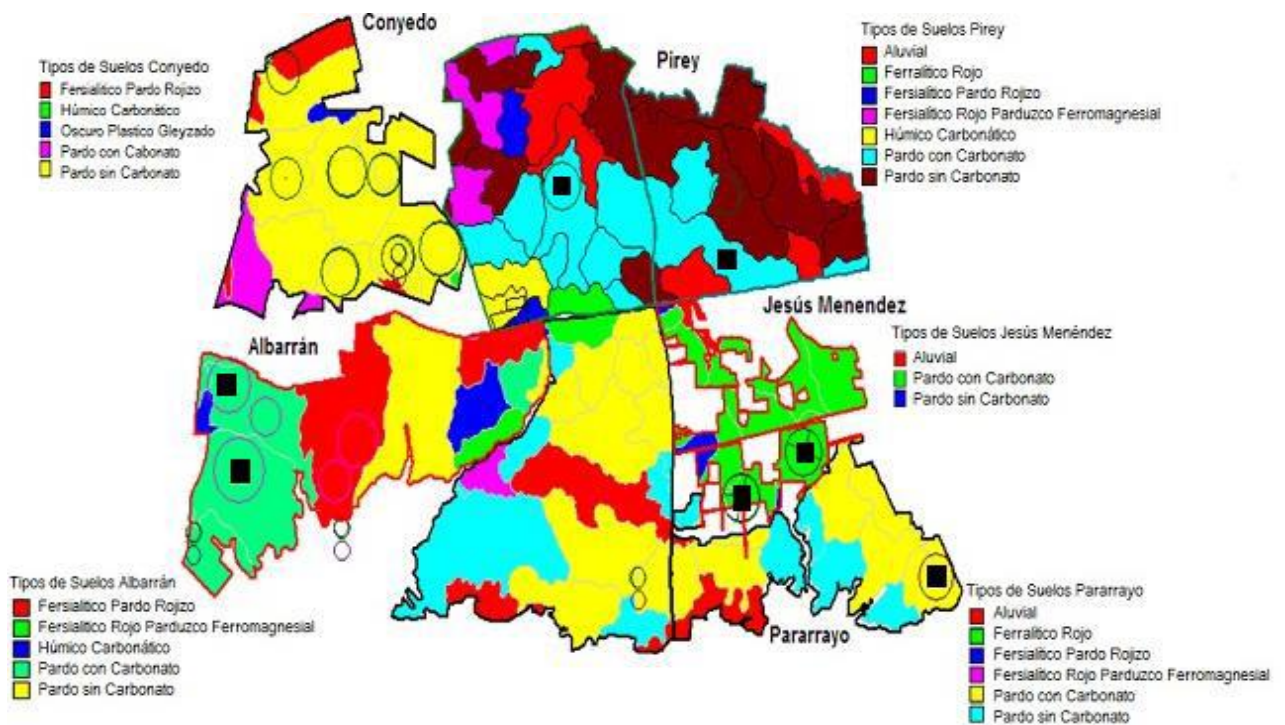 Conyedo
Tipos de Suelos Conyedo
Fersialítico Pardo Rojizo
Húmico Carbonático
Oscuro Plastico Gleyzado
Pardo con Cabonato
Pardo sin Carbonato
Pirey
Tipos de Suelos Pirey
Aluvial
Ferralítico Rojo
Fersialítico Pardo Rojizo
Fersialítico Rojo Parduzco Ferromagnesial
Húmico Carbonático
Pardo con Carbonato
Pardo sin Carbonato
Jesús Menendez
Tipos de Suelos Jesús Menéndez
Aluvial
Pardo con Carbonato
Pardo sin Carbonato
Albarrán
Tipos de Suelos Albarrán
Fersialítico Pardo Rojizo
Fersialítico Rojo Parduzco Ferromagnesial
Húmico Carbonático
Pardo con Carbonato
Pardo sin Carbonato
Pararrayo
Tipos de Suelos Pararrayo
Aluvial
Ferralítico Rojo
Fersialítico Pardo Rojizo
Fersialítico Rojo Parduzco Ferromagnesial
Pardo con Carbonato
Pardo sin Carbonato